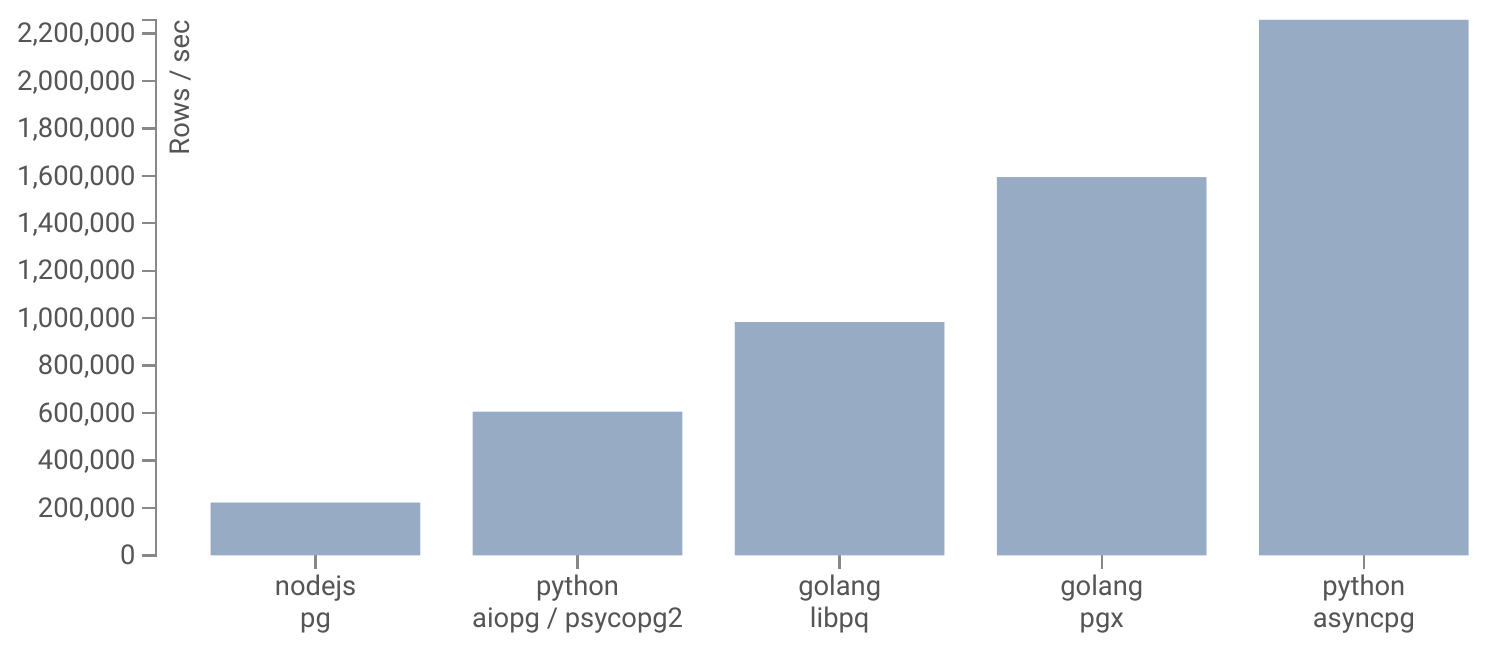 2,200,000
2,000,000
1,800,000
1,600,000
1,400,000
1,200,000
1,000,000
800,000
600,000
400,000
200,000
0
Rows / sec
nodejs
pg
python
aiopg / psycopg2
golang
libpq
golang
pgx
python
asyncpg